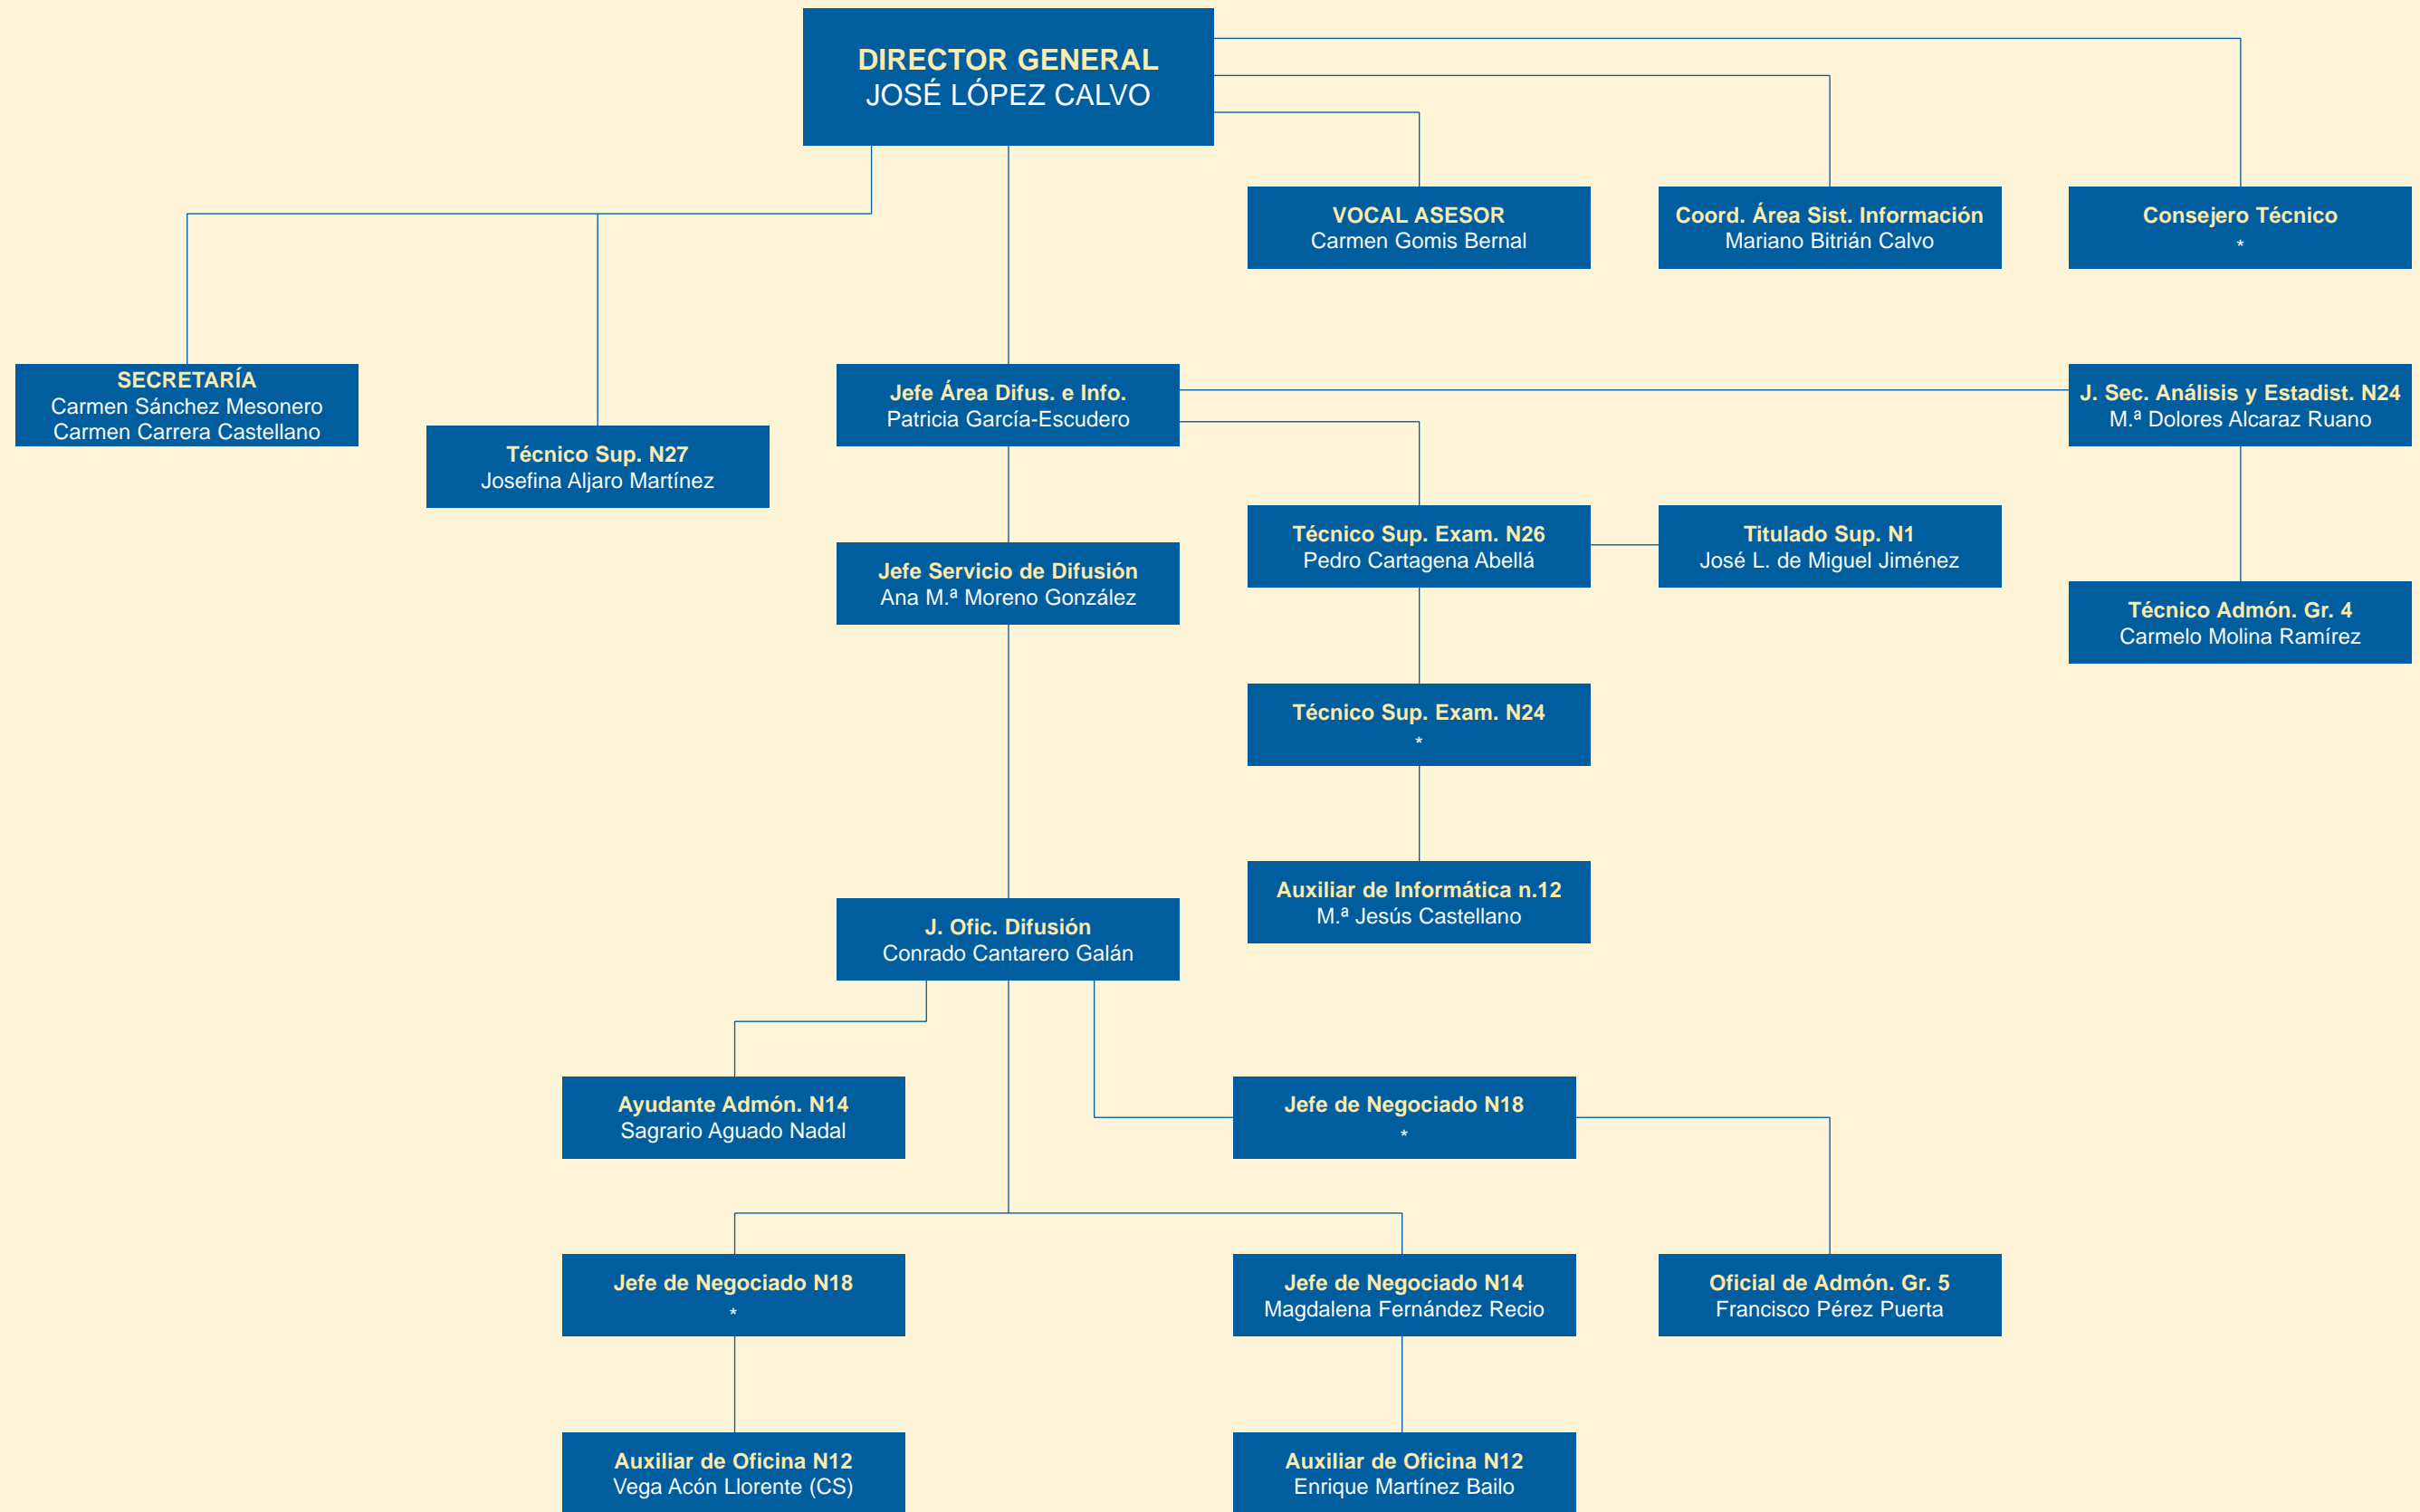 DIRECTOR GENERAL
JOSÉ LÓPEZ CALVO
VOCAL ASESOR
Carmen Gomis Bernal
Coord. Área Sist. Información
Mariano Bitrián Calvo
Consejero Técnico
*
SECRETARÍA
Carmen Sánchez Mesonero
Carmen Carrera Castellano
Técnico Sup. N27
Josefina Aljaro Martínez
Jefe Área Difus. e Info.
Patricia García-Escudero
J. Sec. Análisis y Estadist. N24
M.ª Dolores Alcaraz Ruano
Técnico Sup. Exam. N26
Pedro Cartagena Abellá
Titulado Sup. N1
José L. de Miguel Jiménez
Jefe Servicio de Difusión
Ana M.ª Moreno González
Técnico Admón. Gr. 4
Carmelo Molina Ramírez
Técnico Sup. Exam. N24
*
Auxiliar de Informática n.12
M.ª Jesús Castellano
J. Ofic. Difusión
Conrado Cantarero Galán
Ayudante Admón. N14
Sagrario Aguado Nadal
Jefe de Negociado N18
*
Jefe de Negociado N18
*
Jefe de Negociado N14
Magdalena Fernández Recio
Oficial de Admón. Gr. 5
Francisco Pérez Puerta
Auxiliar de Oficina N12
Vega Acón Llorente (CS)
Auxiliar de Oficina N12
Enrique Martínez Bailo